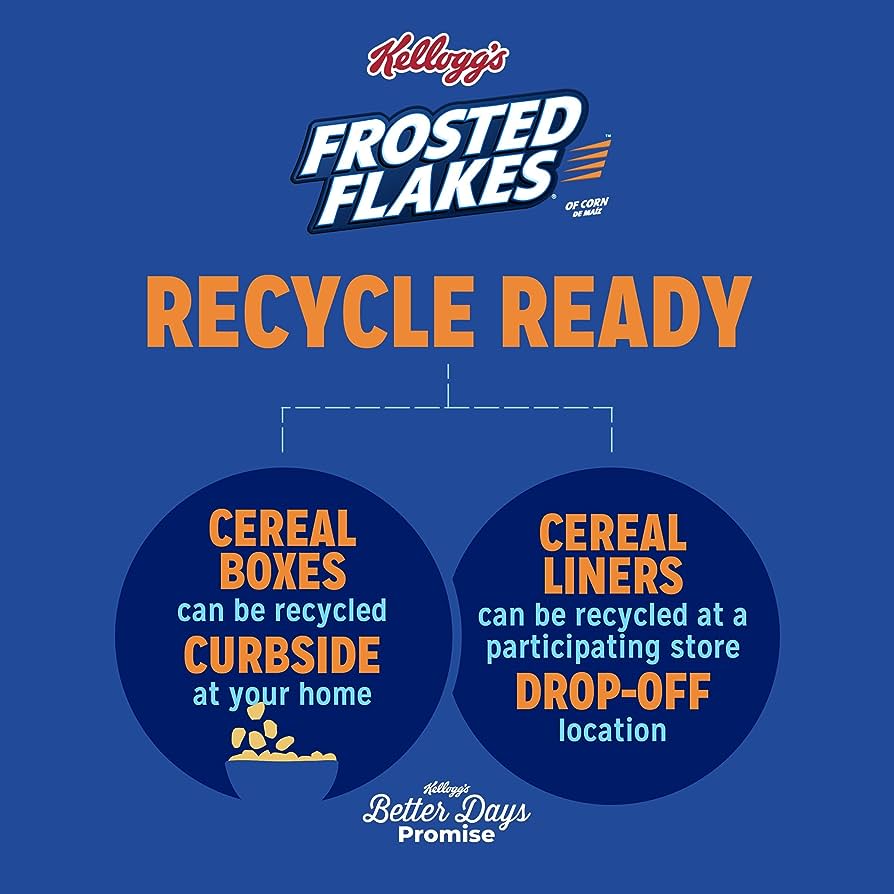 Kellogg's
FROSTED
FLAKES®
™
OF CORN
DE MAÍZ
RECYCLE READY
CEREAL
BOXES
can be recycled
CURBSIDE
at your home
CEREAL
LINERS
can be recycled at a
participating store
DROP-OFF
location
Kellogg's
Better Days
Promise